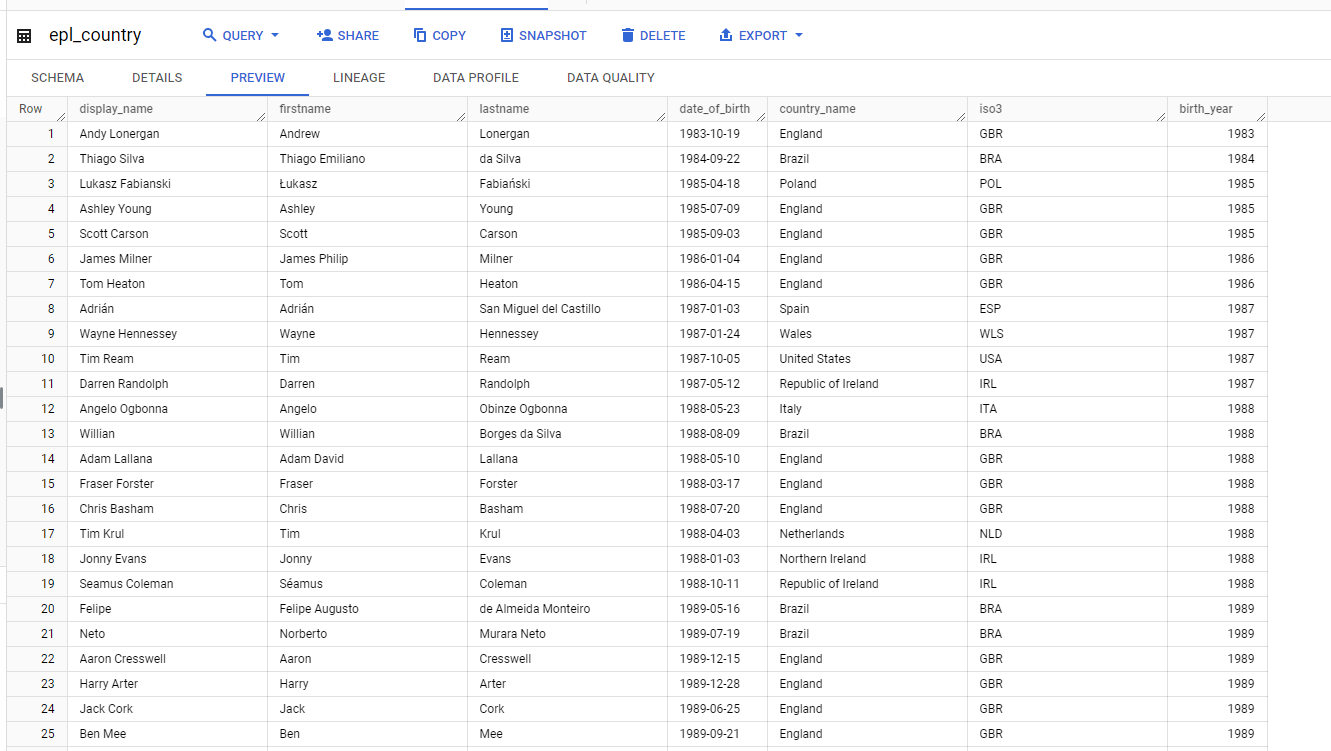 epl_country QUERY SHARE COPY SNAPSHOT DELETE EXPORT
SCHEMA DETAILS PREVIEW LINEAGE DATA PROFILE DATA QUALITY
Row display_name firstname lastname date_of_birth country_name iso3 birth_year
1 Andy Lonergan Andrew Lonergan 1983-10-19 England GBR 1983
2 Thiago Silva Thiago Emiliano da Silva 1984-09-22 Brazil BRA 1984
3 Lukasz Fabianski Łukasz Fabiański 1985-04-18 Poland POL 1985
4 Ashley Young Ashley Young 1985-07-09 England GBR 1985
5 Scott Carson Scott Carson 1985-09-03 England GBR 1985
6 James Milner James Philip Milner 1986-01-04 England GBR 1986
7 Tom Heaton Tom Heaton 1986-04-15 England GBR 1986
8 Adrián Adrián San Miguel del Castillo 1987-01-03 Spain ESP 1987
9 Wayne Hennessey Wayne Hennessey 1987-01-24 Wales WLS 1987
10 Tim Ream Tim Ream 1987-10-05 United States USA 1987
11 Darren Randolph Darren Randolph 1987-05-12 Republic of Ireland IRL 1987
12 Angelo Ogbonna Angelo Obinze Ogbonna 1988-05-23 Italy ITA 1988
13 Willian Willian Borges da Silva 1988-08-09 Brazil BRA 1988
14 Adam Lallana Adam David Lallana 1988-05-10 England GBR 1988
15 Fraser Forster Fraser Forster 1988-03-17 England GBR 1988
16 Chris Basham Chris Basham 1988-07-20 England GBR 1988
17 Tim Krul Tim Krul 1988-04-03 Netherlands NLD 1988
18 Jonny Evans Jonny Evans 1988-01-03 Northern Ireland IRL 1988
19 Seamus Coleman Séamus Coleman 1988-10-11 Republic of Ireland IRL 1988
20 Felipe Felipe Augusto de Almeida Monteiro 1989-05-16 Brazil BRA 1989
21 Neto Norberto Murara Neto 1989-07-19 Brazil BRA 1989
22 Aaron Cresswell Aaron Cresswell 1989-12-15 England GBR 1989
23 Harry Arter Harry Arter 1989-12-28 England GBR 1989
24 Jack Cork Jack Cork 1989-06-25 England GBR 1989
25 Ben Mee Ben Mee 1989-09-21 England GBR 1989